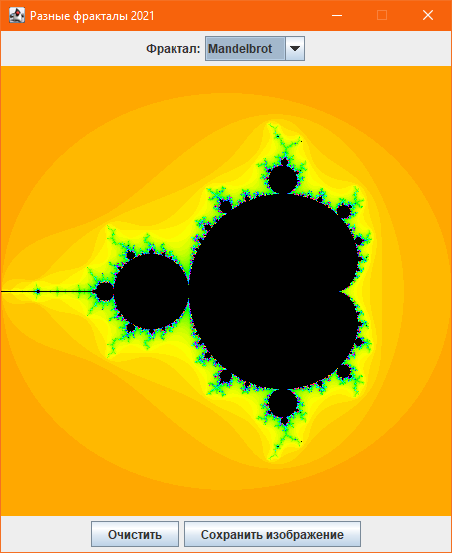 Разные фракталы 2021
Фрактал: Mandelbrot
Очистить Сохранить изображение